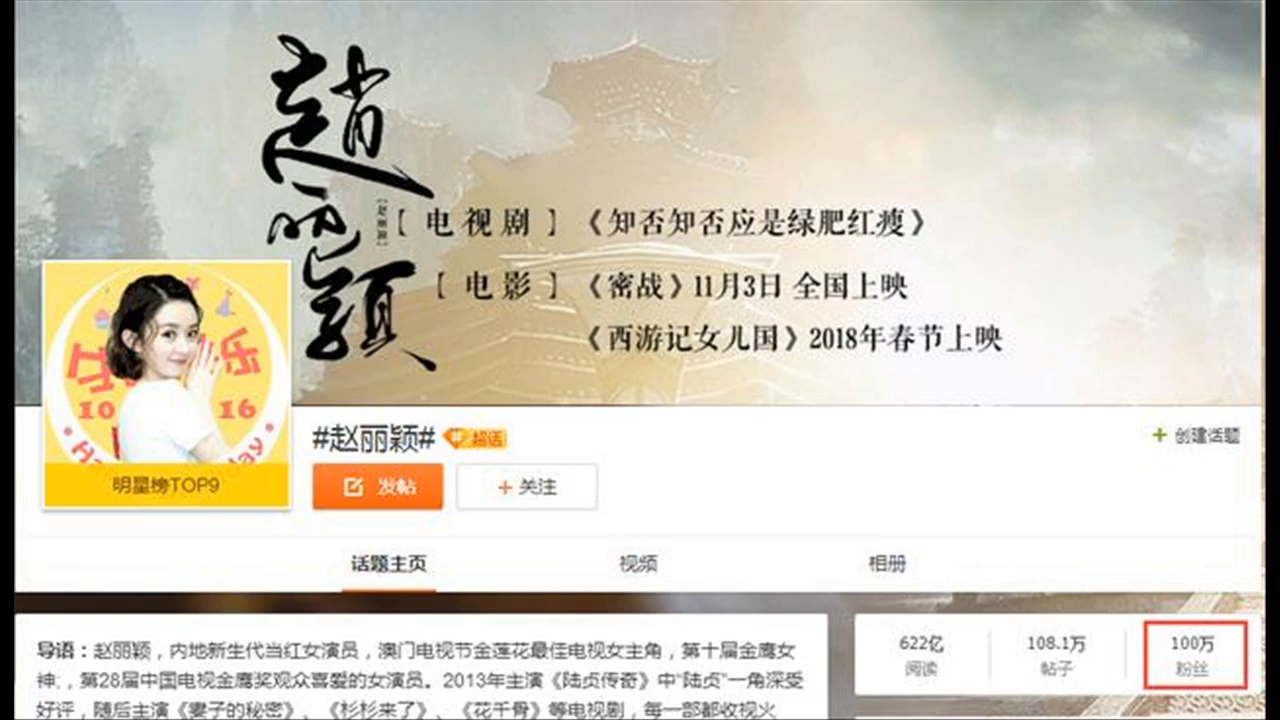 趙丽颖
【电视剧】《知否知否应是绿肥红瘦》
【电影】《密战》11月3日 全国上映
《西游记女儿国》2018年春节上映
10 16
明星榜TOP9
#赵丽颖# 超话
+ 创建话题
发帖
+ 关注
话题主页 视频 相册
导语：赵丽颖，内地新生代当红女演员，澳门电视节金莲花最佳电视女主角，第十届金鹰女
神;，第28届中国电视金鹰奖观众喜爱的女演员。2013年主演《陆贞传奇》中“陆贞”一角深受
好评，随后主演《妻子的秘密》、《杉杉来了》、《花千骨》等电视剧，每一部都收视火
622亿 108.1万 100万
阅读 帖子 粉丝